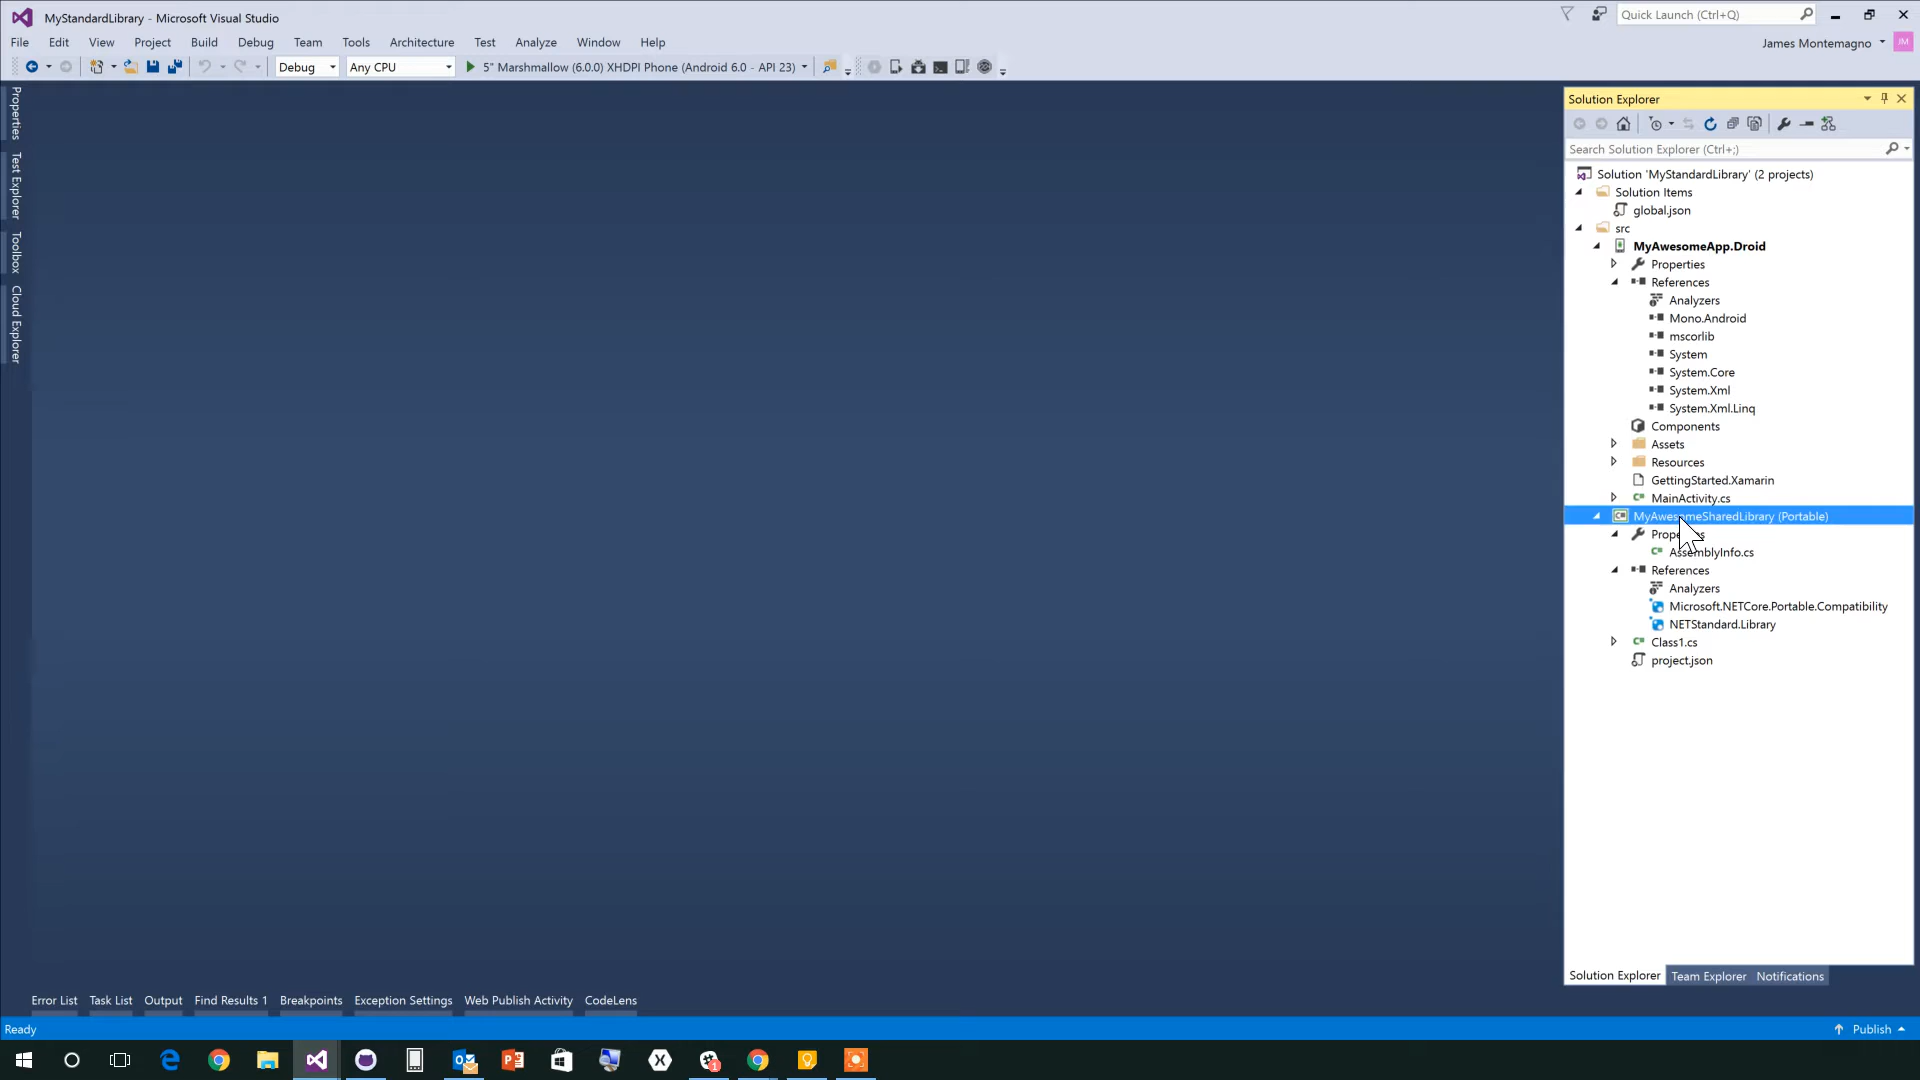 MyStandardLibrary - Microsoft Visual Studio
Quick Launch (Ctrl+Q)
File Edit View Project Build Debug Team Tools Architecture Test Analyze Window Help
James Montemagno
JM
Debug
Any CPU
5" Marshmallow (6.0.0) XHDPI Phone (Android 6.0 - API 23)
Properties
Test Explorer
Toolbox
Cloud Explorer
Solution Explorer
Search Solution Explorer (Ctrl+;)
Solution 'MyStandardLibrary' (2 projects)
Solution Items
global.json
src
MyAwesomeApp.Droid
Properties
References
Analyzers
Mono.Android
mscorlib
System
System.Core
System.Xml
System.Xml.Linq
Components
Assets
Resources
GettingStarted.Xamarin
C# MainActivity.cs
C# MyAwesomeSharedLibrary (Portable)
Properties
C# AssemblyInfo.cs
References
Analyzers
Microsoft.NETCore.Portable.Compatibility
NETStandard.Library
C# Class1.cs
project.json
Solution Explorer Team Explorer Notifications
Error List Task List Output Find Results 1 Breakpoints Exception Settings Web Publish Activity CodeLens
Ready
Publish